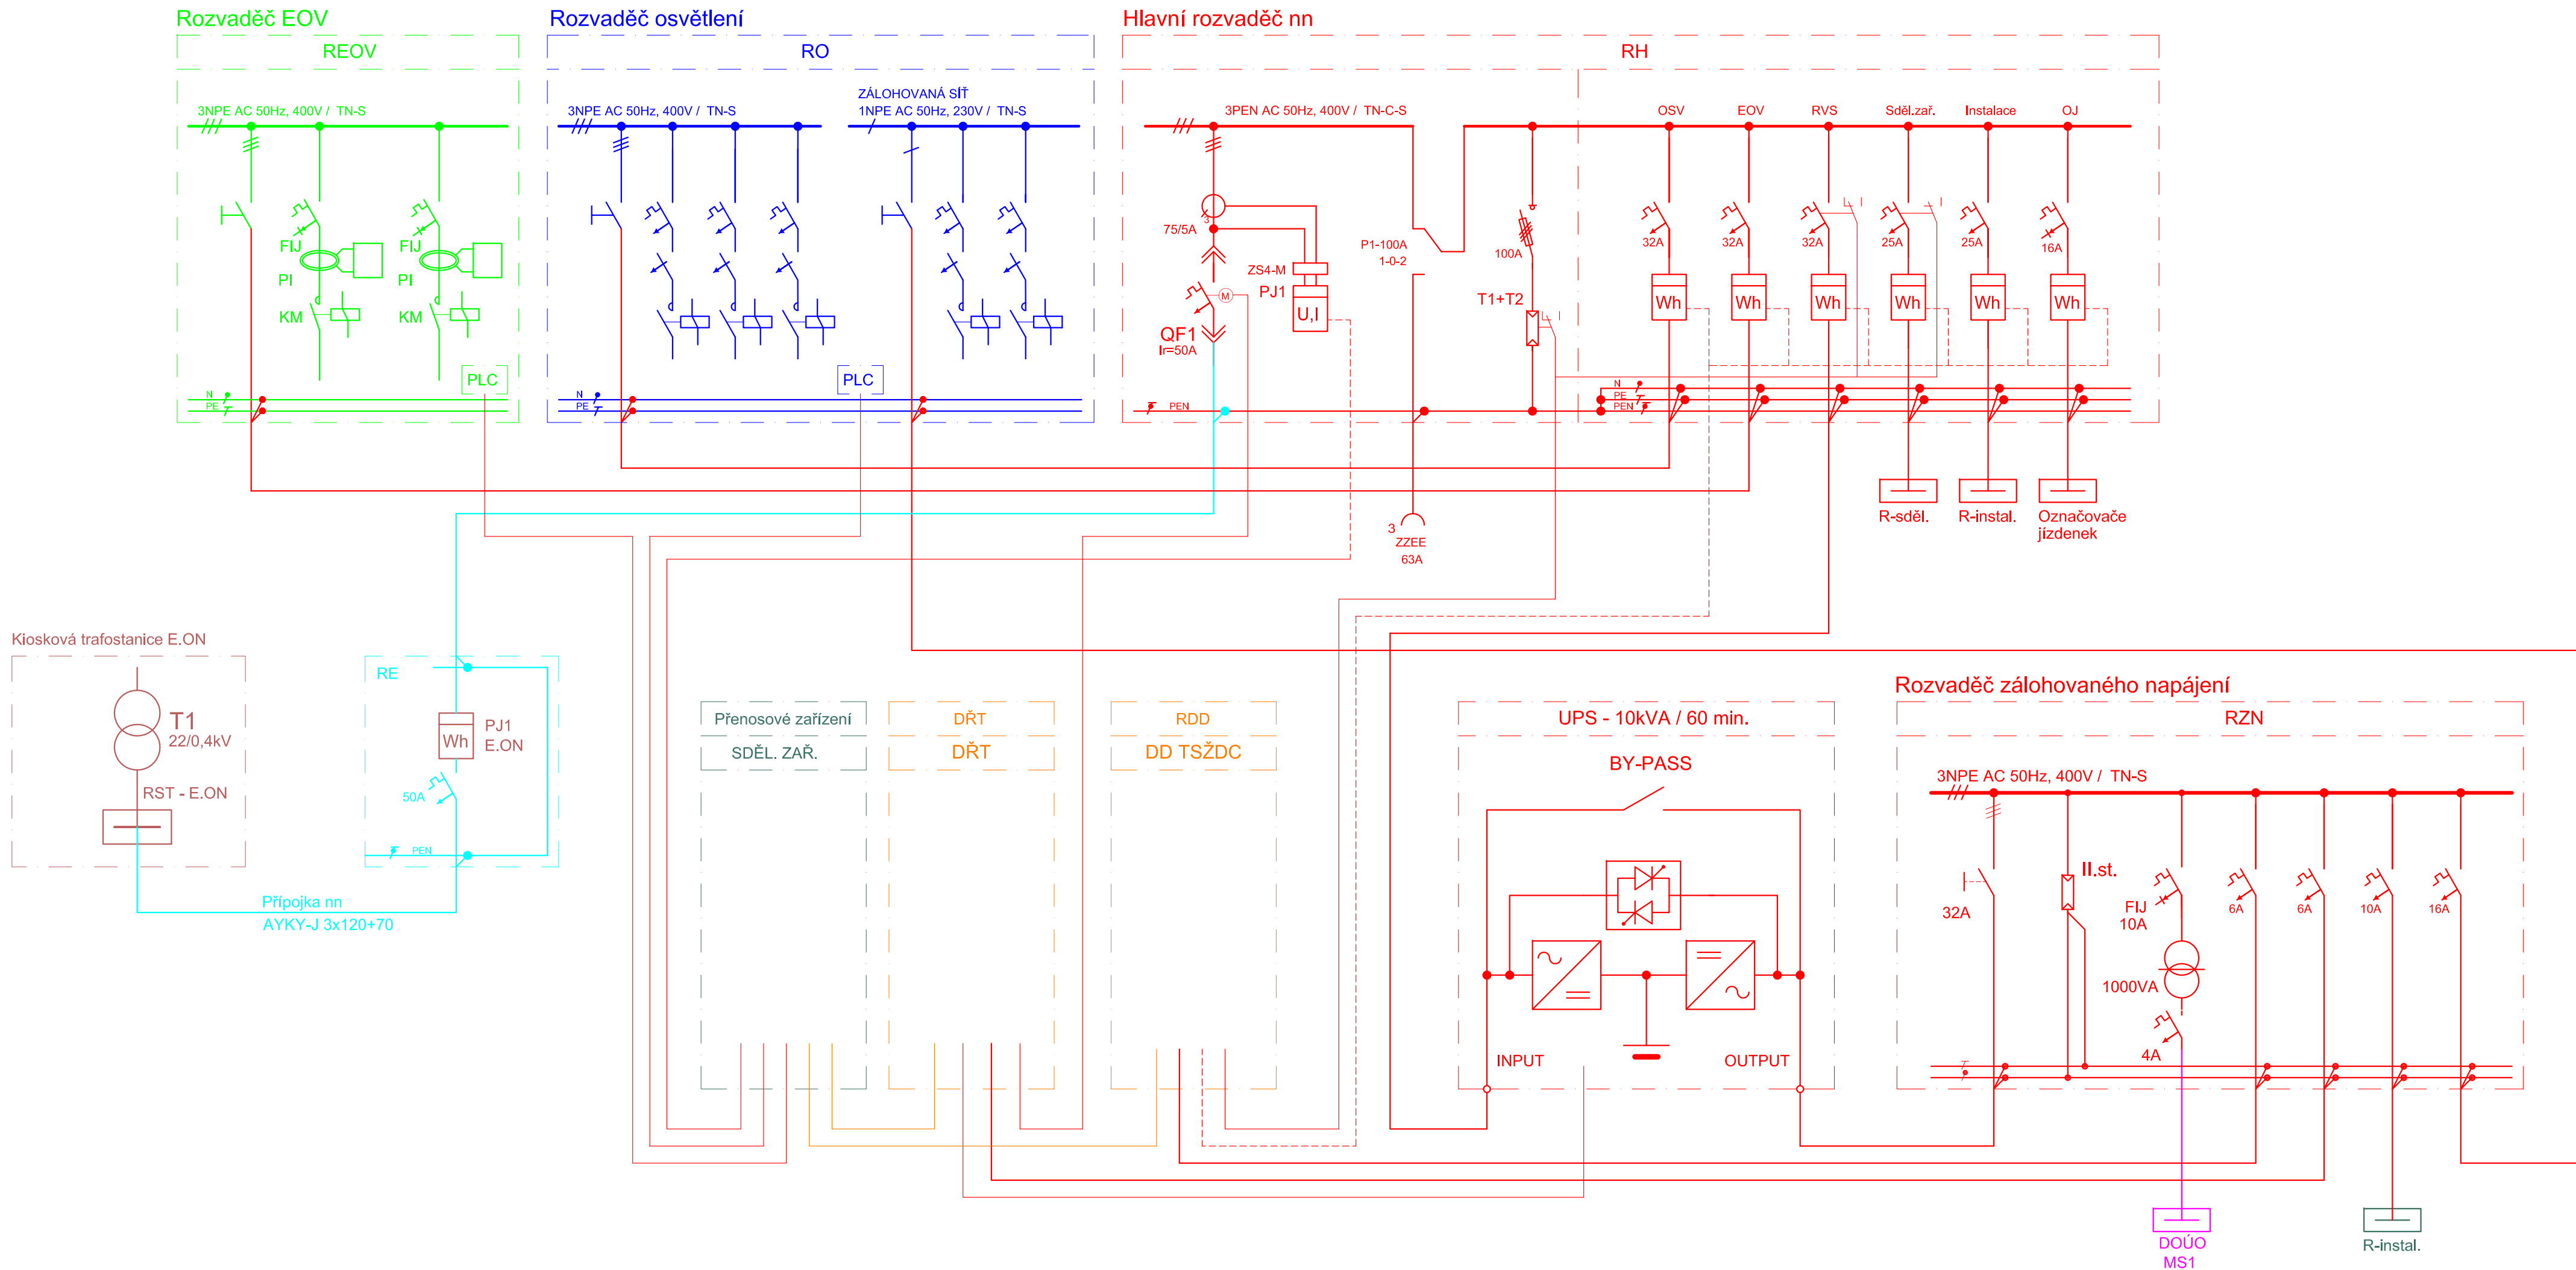 Rozvaděč EOV
REOV
3NPE AC 50Hz, 400V / TN-S
FIJ
PI
KM
FIJ
PI
KM
PLC
N
PE
Rozvaděč osvětlení
RO
3NPE AC 50Hz, 400V / TN-S
ZÁLOHOVANÁ SÍŤ
1NPE AC 50Hz, 230V / TN-S
PLC
N
PE
Hlavní rozvaděč nn
RH
3PEN AC 50Hz, 400V / TN-C-S
3
75/5A
ZS4-M
PJ1
U,I
M
QF1
Ir=50A
PEN
P1-100A
1-0-2
100A
T1+T2
OSV
EOV
RVS
Sděl.zař.
Instalace
OJ
32A
32A
32A
25A
25A
16A
Wh
Wh
Wh
Wh
Wh
Wh
N
PE
PEN
3
ZZEE
63A
R-sděl.
R-instal.
Označovače
jízdenek
Kiosková trafostanice E.ON
T1
22/0,4kV
RST - E.ON
RE
Wh
PJ1
E.ON
50A
PEN
Přípojka nn
AYKY-J 3x120+70
Přenosové zařízení
SDĚL. ZAŘ.
DŘT
DŘT
RDD
DD TSŽDC
UPS - 10kVA / 60 min.
BY-PASS
INPUT
OUTPUT
Rozvaděč zálohovaného napájení
RZN
3NPE AC 50Hz, 400V / TN-S
32A
II.st.
FIJ
10A
1000VA
4A
6A
6A
10A
16A
DOÚO
MS1
R-instal.